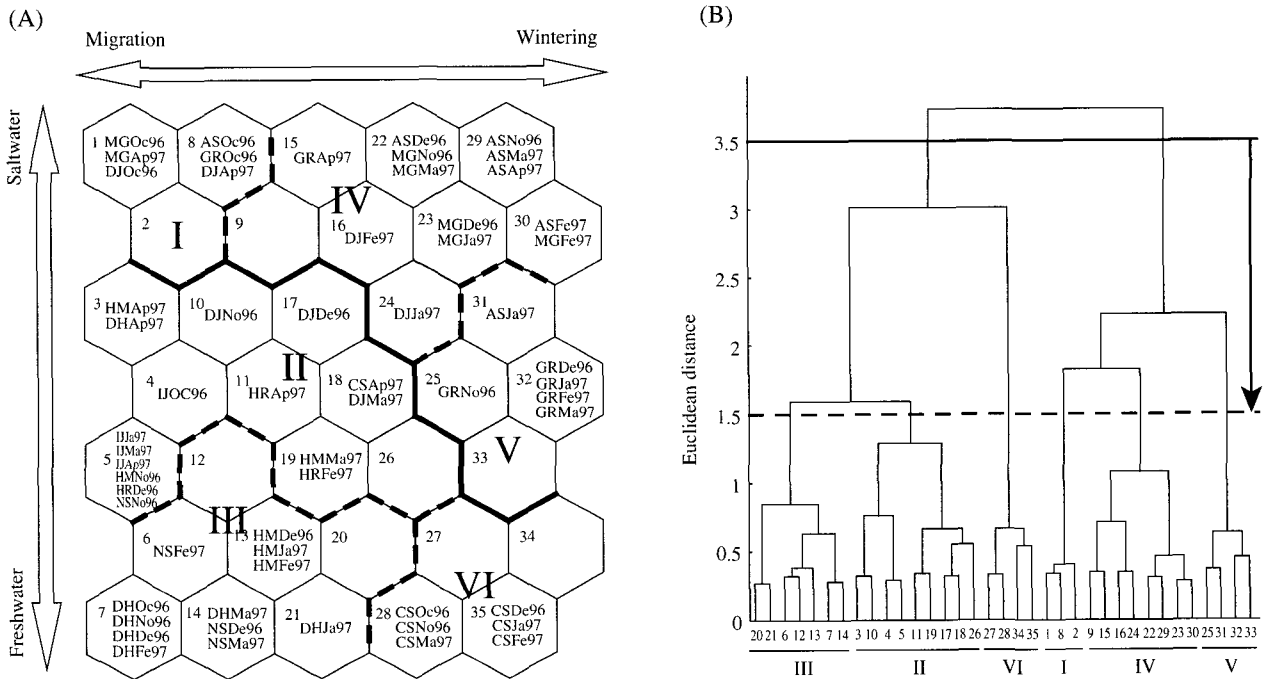 (A)
Migration
Wintering
Saltwater
Freshwater
1 MGOc96
MGAp97
DJOc96
8 ASOc96
GROc96
DJAp97
15
GRAp97
22 ASDe96
MGNo96
MGMa97
29 ASNo96
ASMa97
ASAp97
2
I
9
IV
16
DJFe97
23
MGDe96
MGJa97
30 ASFe97
MGFe97
3 HMAp97
DHAp97
10
DJNo96
17
DJDe96
24
DJJa97
31
ASJa97
4
IJOC96
11
HRAp97
II
18
CSAp97
DJMa97
25
GRNo96
32
GRDe96
GRJa97
GRFe97
GRMa97
5
IJJa97
IJMa97
IJAp97
HMNo96
HRDe96
NSNo96
12
19 HMMa97
HRFe97
26
33
V
6
NSFe97
III
13 HMDe96
HMJa97
HMFe97
20
27
34
7
DHOc96
DHNo96
DHDe96
DHFe97
14 DHMa97
NSDe96
NSMa97
21
DHJa97
VI
28 CSOc96
CSNo96
CSMa97
35 CSDe96
CSJa97
CSFe97
(B)
Euclidean distance
3.5
3
2.5
2
1.5
1
0.5
0
20 21 6 12 13 7 14 3 10 4 5 11 19 17 18 26 27 28 34 35 1 8 2 9 15 16 24 22 29 23 30 25 31 32 33
III II VI I IV V